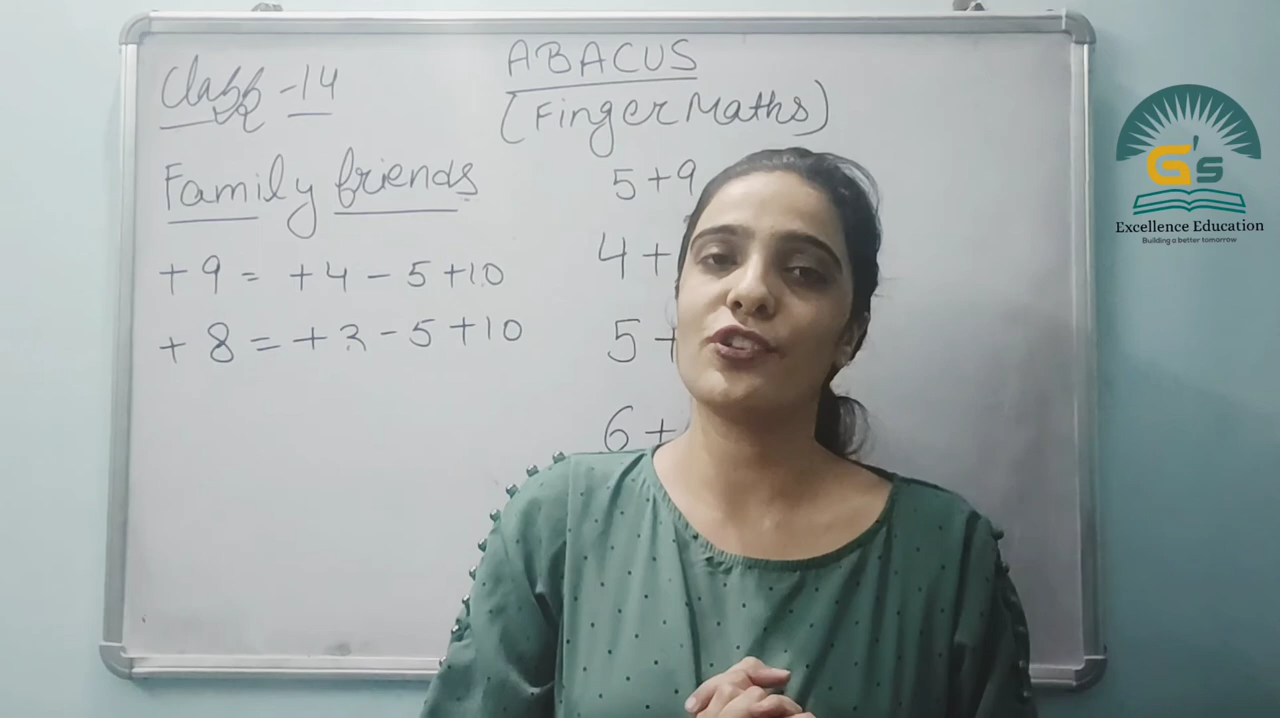 Class - 14
ABACUS
(Finger Maths)
Family friends
+ 9 = + 4 - 5 + 10
+ 8 = + 3 - 5 + 10
5 + 9
4 +
5 +
6 +
G's
Excellence Education
Building a better tomorrow